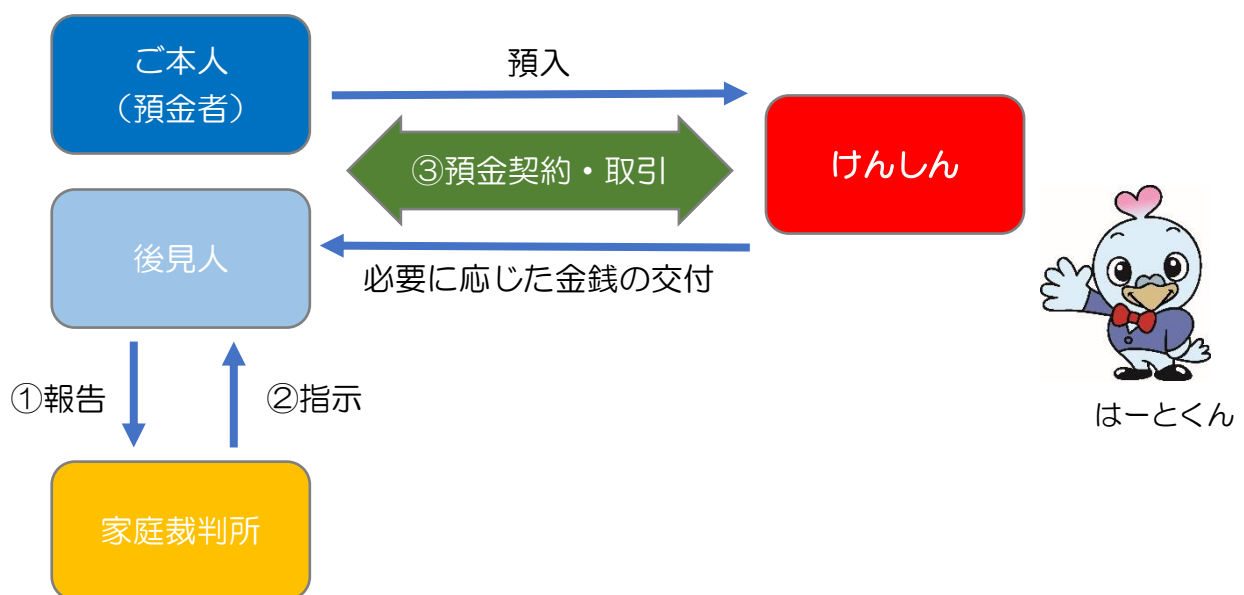 ご本人
（預金者）
預入
けんしん
③預金契約・取引
後見人
必要に応じた金銭の交付
①報告
②指示
はーとくん
家庭裁判所